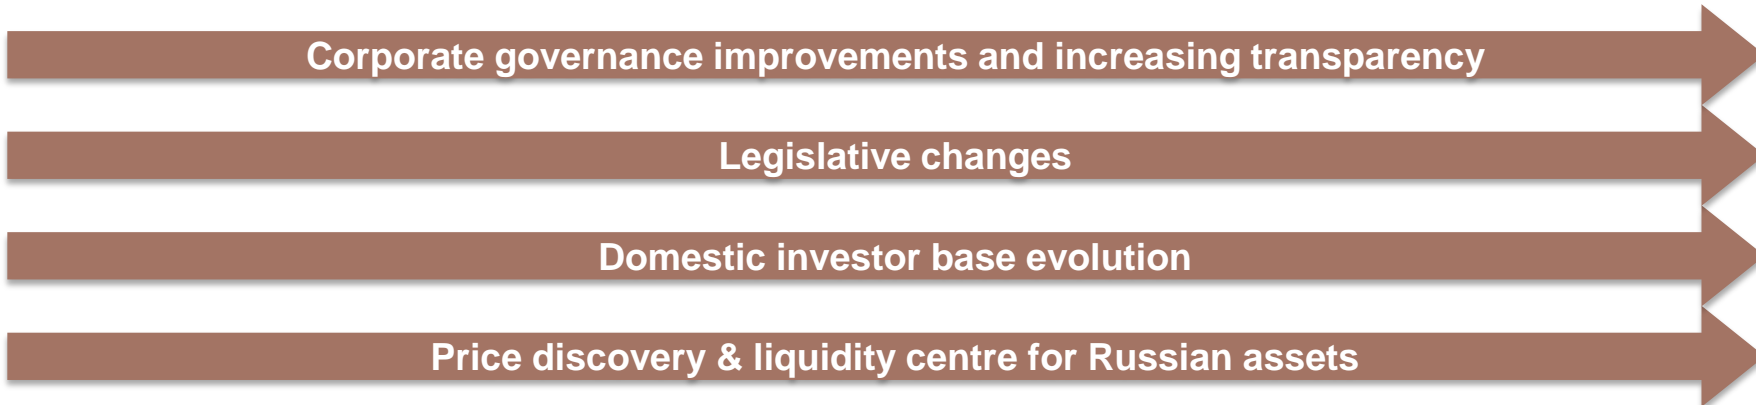 Corporate governance improvements and increasing transparency
Legislative changes
Domestic investor base evolution
Price discovery & liquidity centre for Russian assets